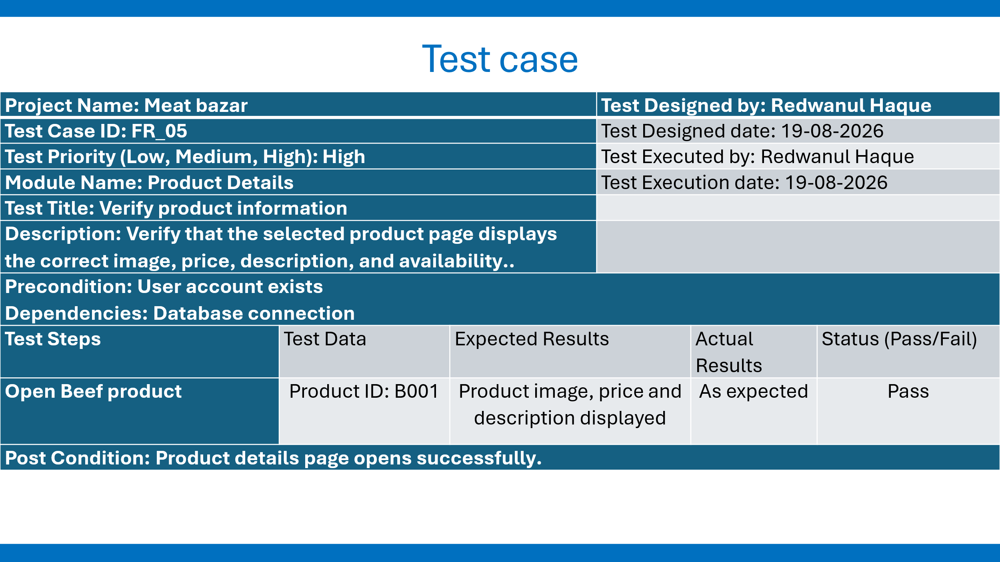 Test case
Project Name: Meat bazar
Test Designed by: Redwanul Haque
Test Case ID: FR_05
Test Designed date: 19-08-2026
Test Priority (Low, Medium, High): High
Test Executed by: Redwanul Haque
Module Name: Product Details
Test Execution date: 19-08-2026
Test Title: Verify product information
Description: Verify that the selected product page displays
the correct image, price, description, and availability..
Precondition: User account exists
Dependencies: Database connection
Test Steps
Test Data
Expected Results
Actual
Results
Status (Pass/Fail)
Open Beef product
Product ID: B001
Product image, price and
description displayed
As expected
Pass
Post Condition: Product details page opens successfully.